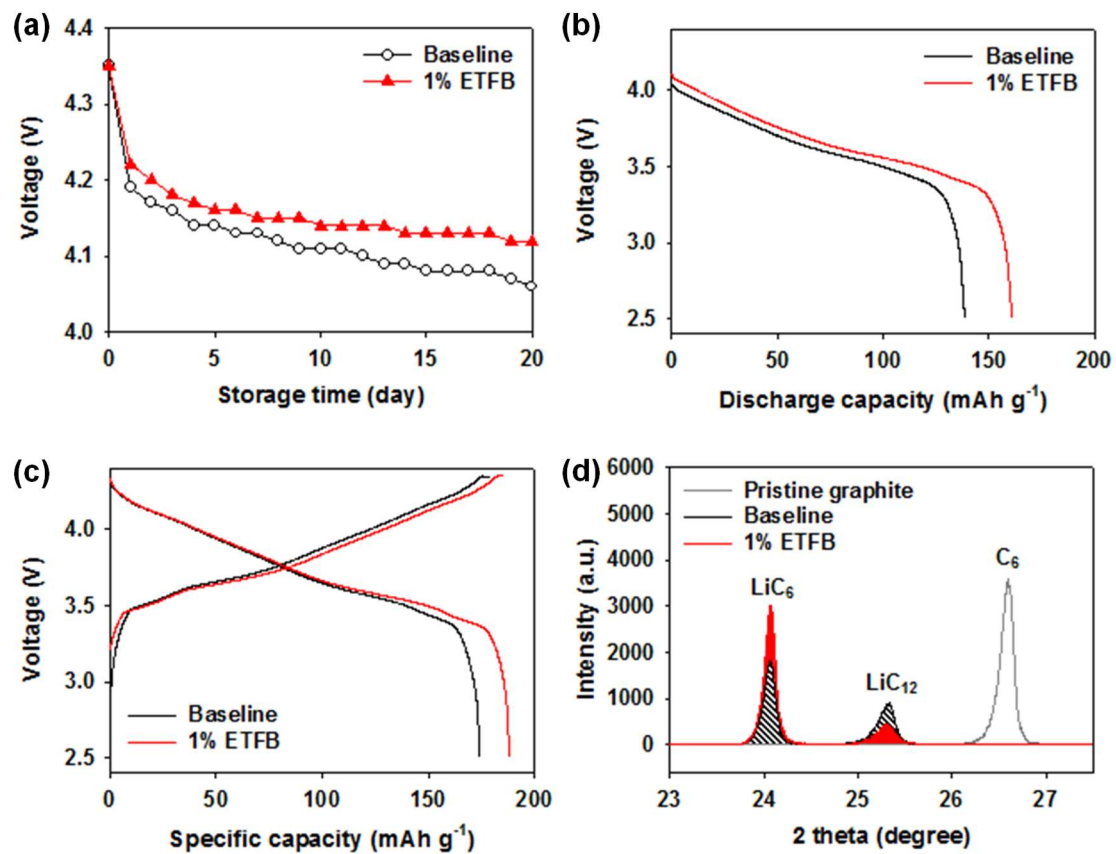 (a)
4.4
4.3
4.2
4.1
4.0
Voltage (V)
Baseline
1% ETFB
0 5 10 15 20
Storage time (day)
(b)
4.0
3.5
3.0
2.5
Voltage (V)
Baseline
1% ETFB
0 50 100 150 200
Discharge capacity (mAh g⁻¹)
(c)
4.0
3.5
3.0
2.5
Voltage (V)
Baseline
1% ETFB
0 50 100 150 200
Specific capacity (mAh g⁻¹)
(d)
6000
5000
4000
3000
2000
1000
0
Intensity (a.u.)
Pristine graphite
Baseline
1% ETFB
LiC₆
LiC₁₂
C₆
23 24 25 26 27
2 theta (degree)